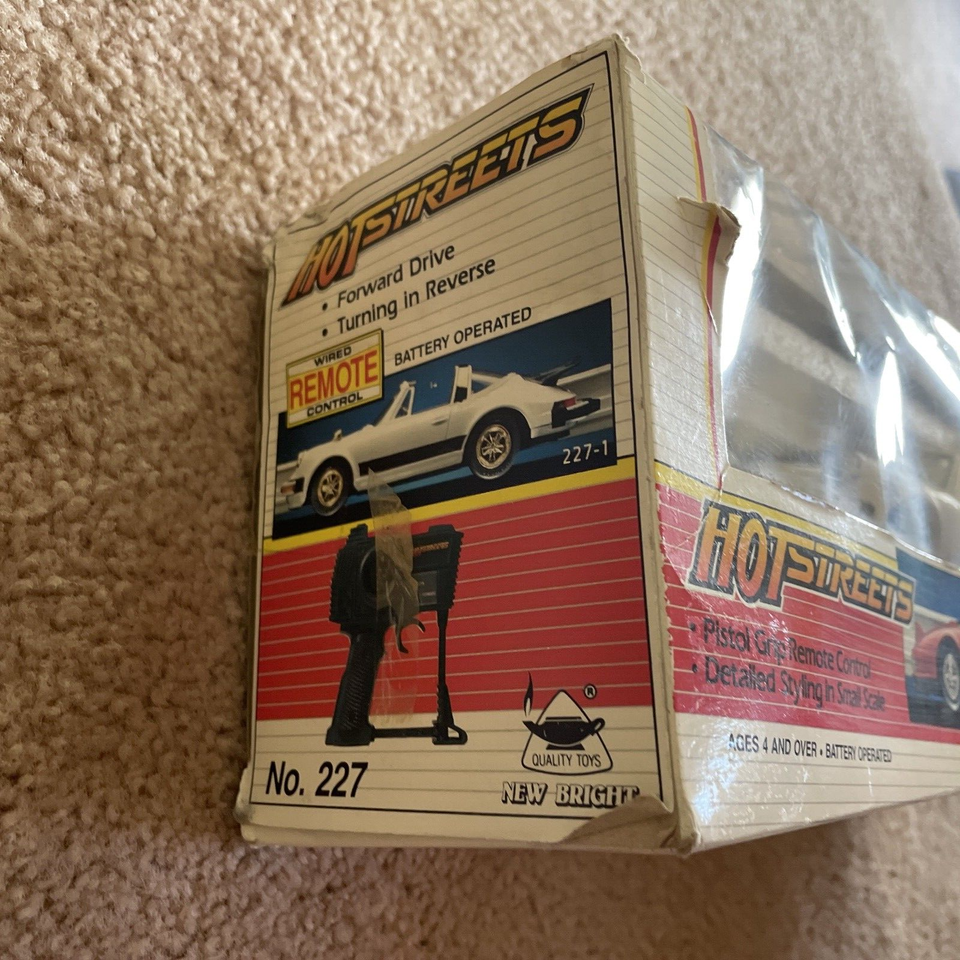 HOTSTREETS
• Forward Drive
• Turning in Reverse
WIRED
REMOTE
CONTROL
BATTERY OPERATED
227-1
®
QUALITY TOYS
No. 227
NEW BRIGHT
HOTSTREETS
• Pistol Grip Remote Control
• Detailed Styling in Small Scale
AGES 4 AND OVER • BATTERY OPERATED